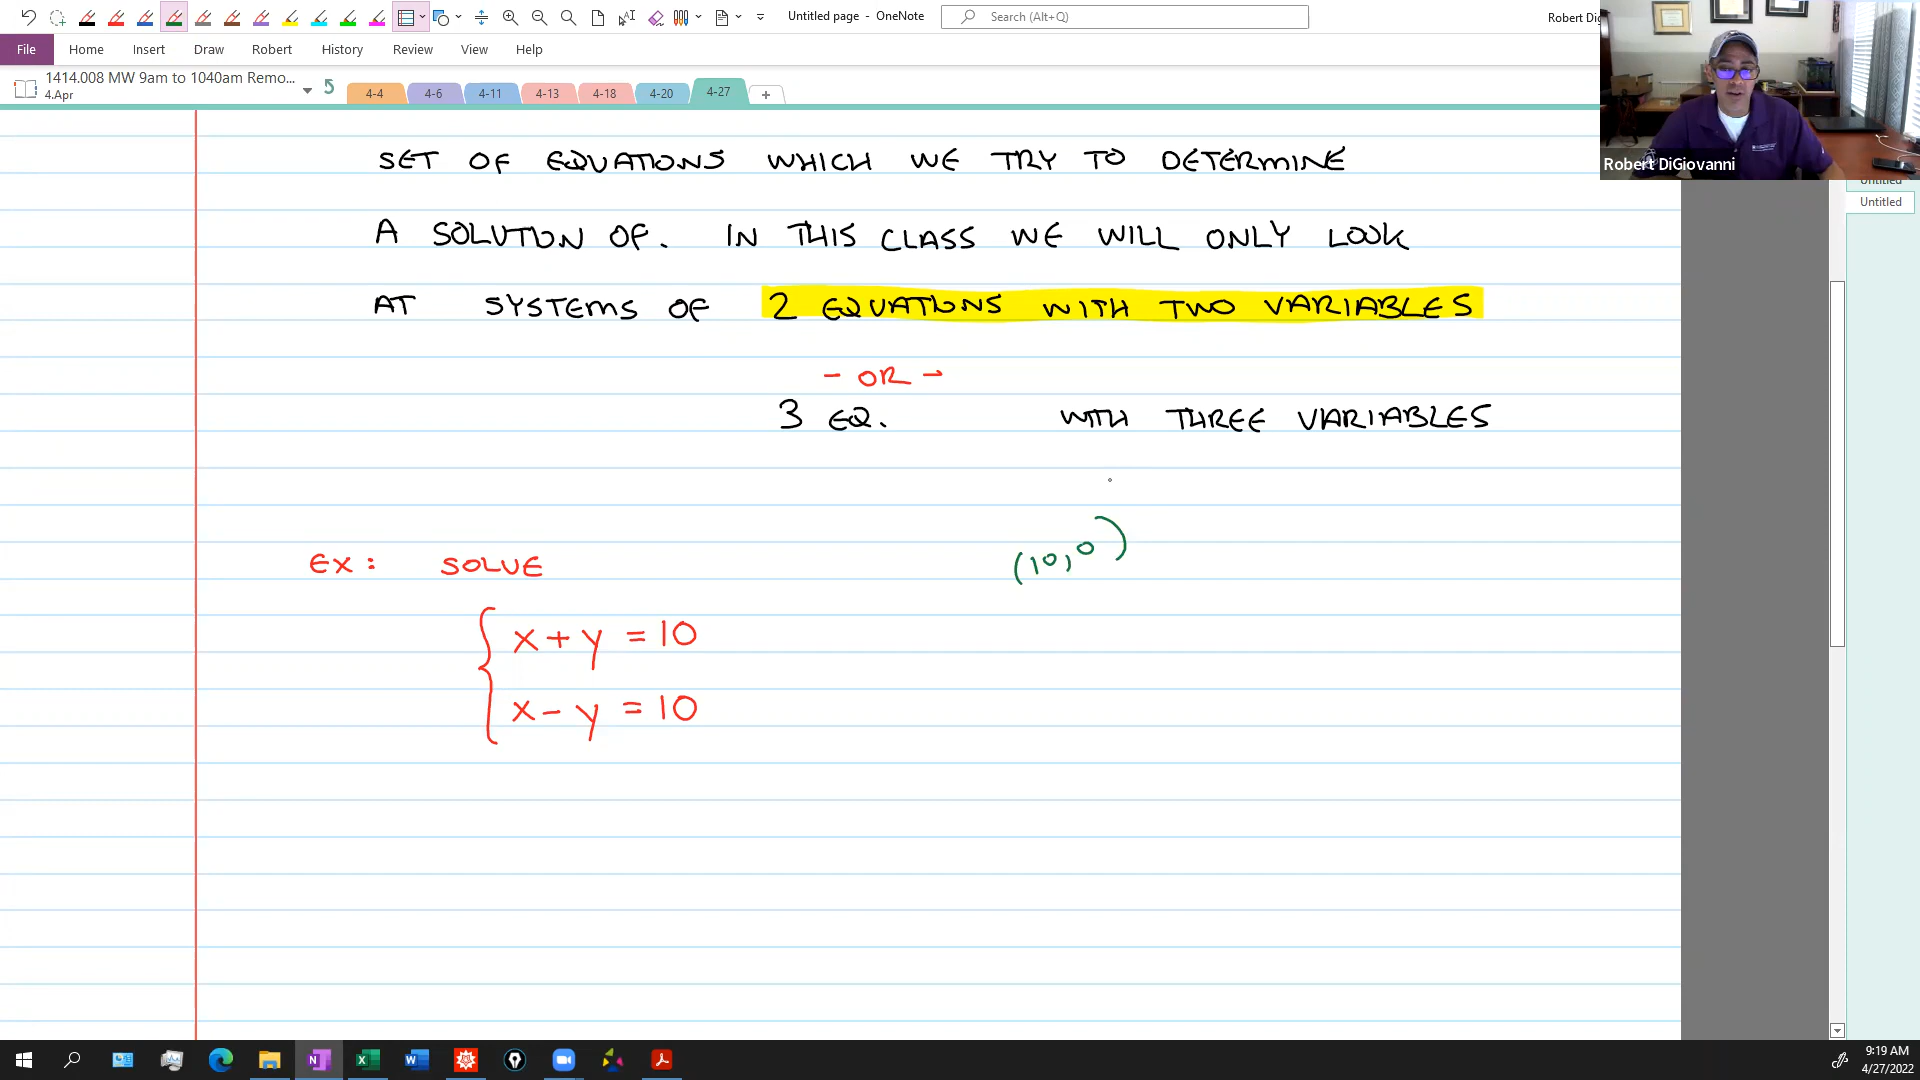 Untitled page - OneNote
Search (Alt+Q)
Robert Di
File Home Insert Draw Robert History Review View Help
1414.008 MW 9am to 1040am Remo...
4.Apr
4-4 4-6 4-11 4-13 4-18 4-20 4-27
Robert DiGiovanni
Untitled
Untitled
SET OF EQUATIONS WHICH WE TRY TO DETERMINE
A SOLUTION OF. IN THIS CLASS WE WILL ONLY LOOK
AT SYSTEMS OF 2 EQUATIONS WITH TWO VARIABLES
- OR -
3 EQ. WITH THREE VARIABLES
EX: SOLVE
(10,0)
x+y = 10
x-y = 10
9:19 AM
4/27/2022